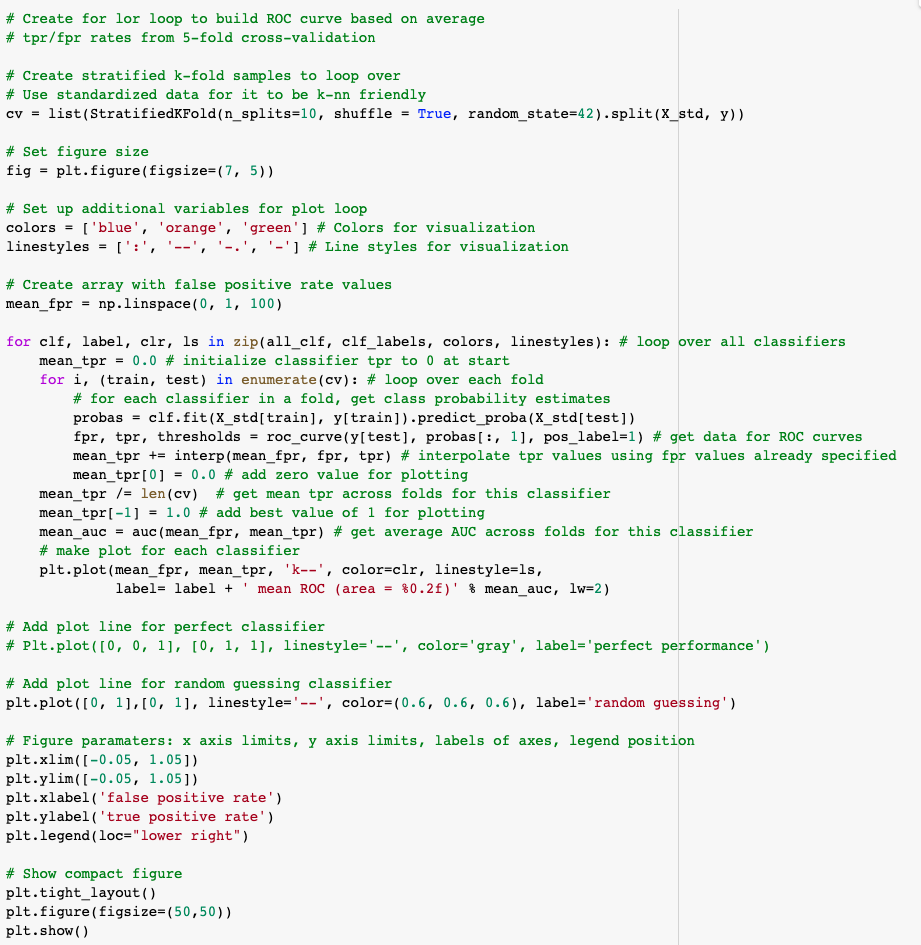 # Create for lor loop to build ROC curve based on average
# tpr/fpr rates from 5-fold cross-validation
# Create stratified k-fold samples to loop over
# Use standardized data for it to be k-nn friendly
cv = list(StratifiedKFold(n_splits=10, shuffle = True, random_state=42).split(X_std, y))
# Set figure size
fig = plt.figure(figsize=(7, 5))
# Set up additional variables for plot loop
colors = ['blue', 'orange', 'green'] # Colors for visualization
linestyles = [':', '--', '-.', '-'] # Line styles for visualization
# Create array with false positive rate values
mean_fpr = np.linspace(0, 1, 100)
for clf, label, clr, ls in zip(all_clf, clf_labels, colors, linestyles): # loop over all classifiers
    mean_tpr = 0.0 # initialize classifier tpr to 0 at start
    for i, (train, test) in enumerate(cv): # loop over each fold
        # for each classifier in a fold, get class probability estimates
        probas = clf.fit(X_std[train], y[train]).predict_proba(X_std[test])
        fpr, tpr, thresholds = roc_curve(y[test], probas[:, 1], pos_label=1) # get data for ROC curves
        mean_tpr += interp(mean_fpr, fpr, tpr) # interpolate tpr values using fpr values already specified
        mean_tpr[0] = 0.0 # add zero value for plotting
    mean_tpr /= len(cv)  # get mean tpr across folds for this classifier
    mean_tpr[-1] = 1.0 # add best value of 1 for plotting
    mean_auc = auc(mean_fpr, mean_tpr) # get average AUC across folds for this classifier
    # make plot for each classifier
    plt.plot(mean_fpr, mean_tpr, 'k--', color=clr, linestyle=ls,
             label= label + ' mean ROC (area = %0.2f)' % mean_auc, lw=2)
# Add plot line for perfect classifier
# Plt.plot([0, 0, 1], [0, 1, 1], linestyle='--', color='gray', label='perfect performance')
# Add plot line for random guessing classifier
plt.plot([0, 1],[0, 1], linestyle='--', color=(0.6, 0.6, 0.6), label='random guessing')
# Figure paramaters: x axis limits, y axis limits, labels of axes, legend position
plt.xlim([-0.05, 1.05])
plt.ylim([-0.05, 1.05])
plt.xlabel('false positive rate')
plt.ylabel('true positive rate')
plt.legend(loc="lower right")
# Show compact figure
plt.tight_layout()
plt.figure(figsize=(50,50))
plt.show()